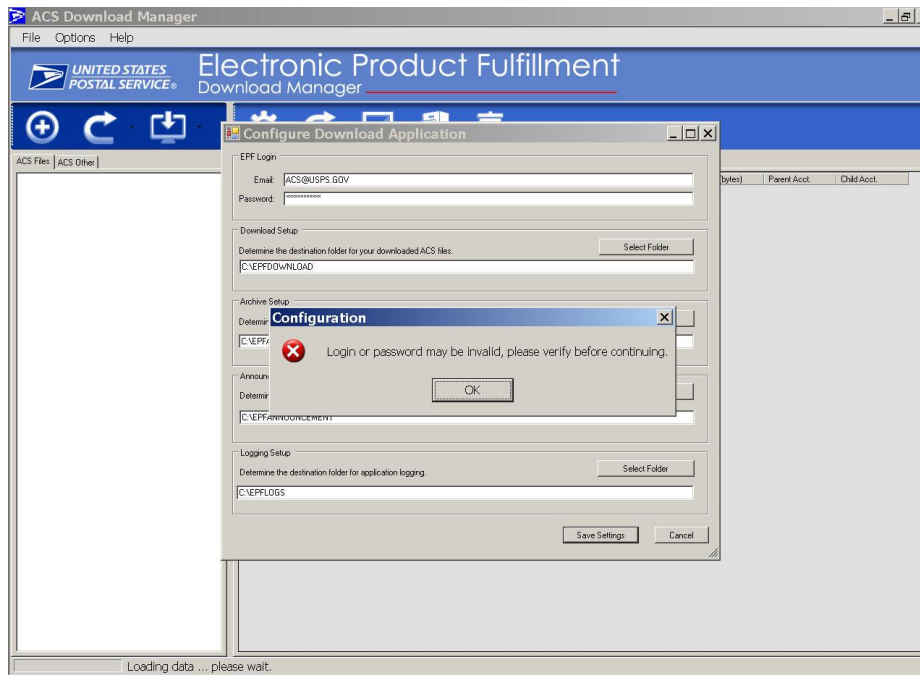 ACS Download Manager
File Options Help
UNITED STATES
POSTAL SERVICE®
Electronic Product Fulfillment
Download Manager
Configure Download Application
ACS Files ACS Other
EPF Login
Email: ACS@USPS.GOV
Password: ***********
bytes) Parent Acct. Child Acct.
Download Setup
Determine the destination folder for your downloaded ACS files.
Select Folder
C:\EPFDOWNLOAD
Archive Setup
Configuration
C:\EPFA
Login or password may be invalid, please verify before continuing.
OK
C:\EPFANNOUNCEMENT
Logging Setup
Determine the destination folder for application logging.
Select Folder
C:\EPFLOGS
Save Settings Cancel
Loading data ... please wait.